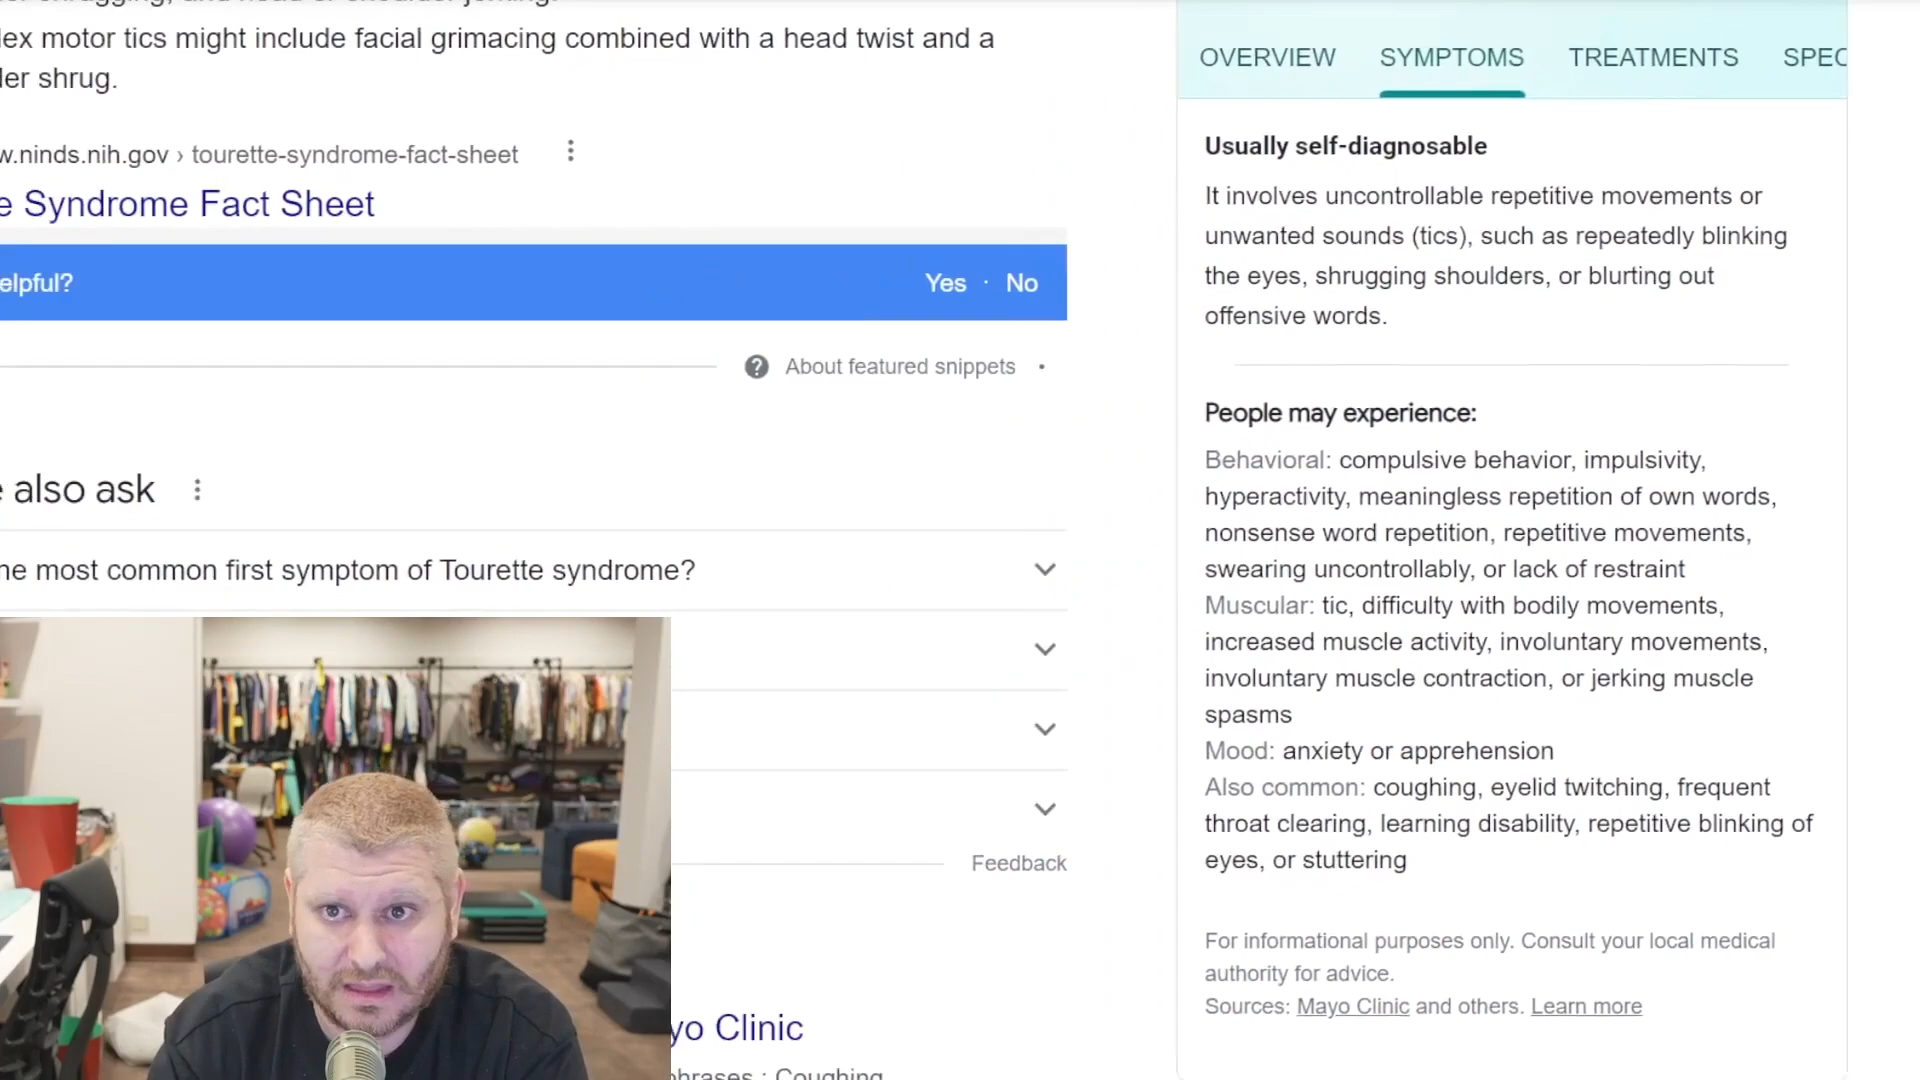 lex motor tics might include facial grimacing combined with a head twist and a
der shrug.
w.ninds.nih.gov › tourette-syndrome-fact-sheet
e Syndrome Fact Sheet
elpful?
Yes · No
About featured snippets •
e also ask
he most common first symptom of Tourette syndrome?
Feedback
yo Clinic
phrases ; Coughing
OVERVIEW SYMPTOMS TREATMENTS SPEC
Usually self-diagnosable
It involves uncontrollable repetitive movements or
unwanted sounds (tics), such as repeatedly blinking
the eyes, shrugging shoulders, or blurting out
offensive words.
People may experience:
Behavioral: compulsive behavior, impulsivity,
hyperactivity, meaningless repetition of own words,
nonsense word repetition, repetitive movements,
swearing uncontrollably, or lack of restraint
Muscular: tic, difficulty with bodily movements,
increased muscle activity, involuntary movements,
involuntary muscle contraction, or jerking muscle
spasms
Mood: anxiety or apprehension
Also common: coughing, eyelid twitching, frequent
throat clearing, learning disability, repetitive blinking of
eyes, or stuttering
For informational purposes only. Consult your local medical
authority for advice.
Sources: Mayo Clinic and others. Learn more